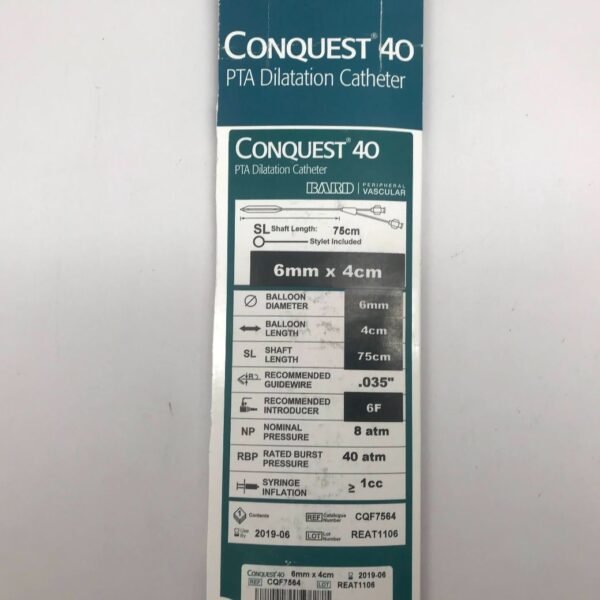 CONQUEST® 40
PTA Dilatation Catheter
CONQUEST® 40
PTA Dilatation Catheter
BARD | PERIPHERAL VASCULAR
SL Shaft Length: 75cm
Stylet Included
6mm x 4cm
BALLOON DIAMETER 6mm
BALLOON LENGTH 4cm
SL SHAFT LENGTH 75cm
RECOMMENDED GUIDEWIRE .035"
RECOMMENDED INTRODUCER 6F
NP NOMINAL PRESSURE 8 atm
RBP RATED BURST PRESSURE 40 atm
SYRINGE INFLATION ≥ 1cc
1 Contents REF Catalogue Number CQF7564
Use By 2019-06 LOT Lot Number REAT1106
CONQUEST 40 6mm x 4cm 2019-06
REF CQF7564 LOT REAT1106